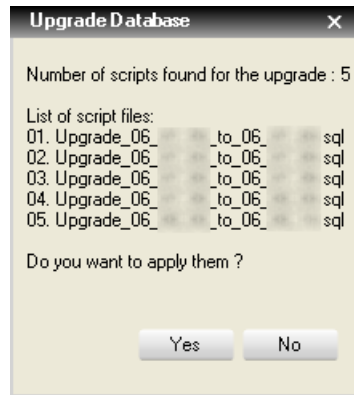 Upgrade Database
Number of scripts found for the upgrade : 5
List of script files:
01. Upgrade_06_ _to_06_ sql
02. Upgrade_06_ _to_06_ sql
03. Upgrade_06_ _to_06_ sql
04. Upgrade_06_ _to_06_ sql
05. Upgrade_06_ _to_06_ sql
Do you want to apply them ?
Yes No